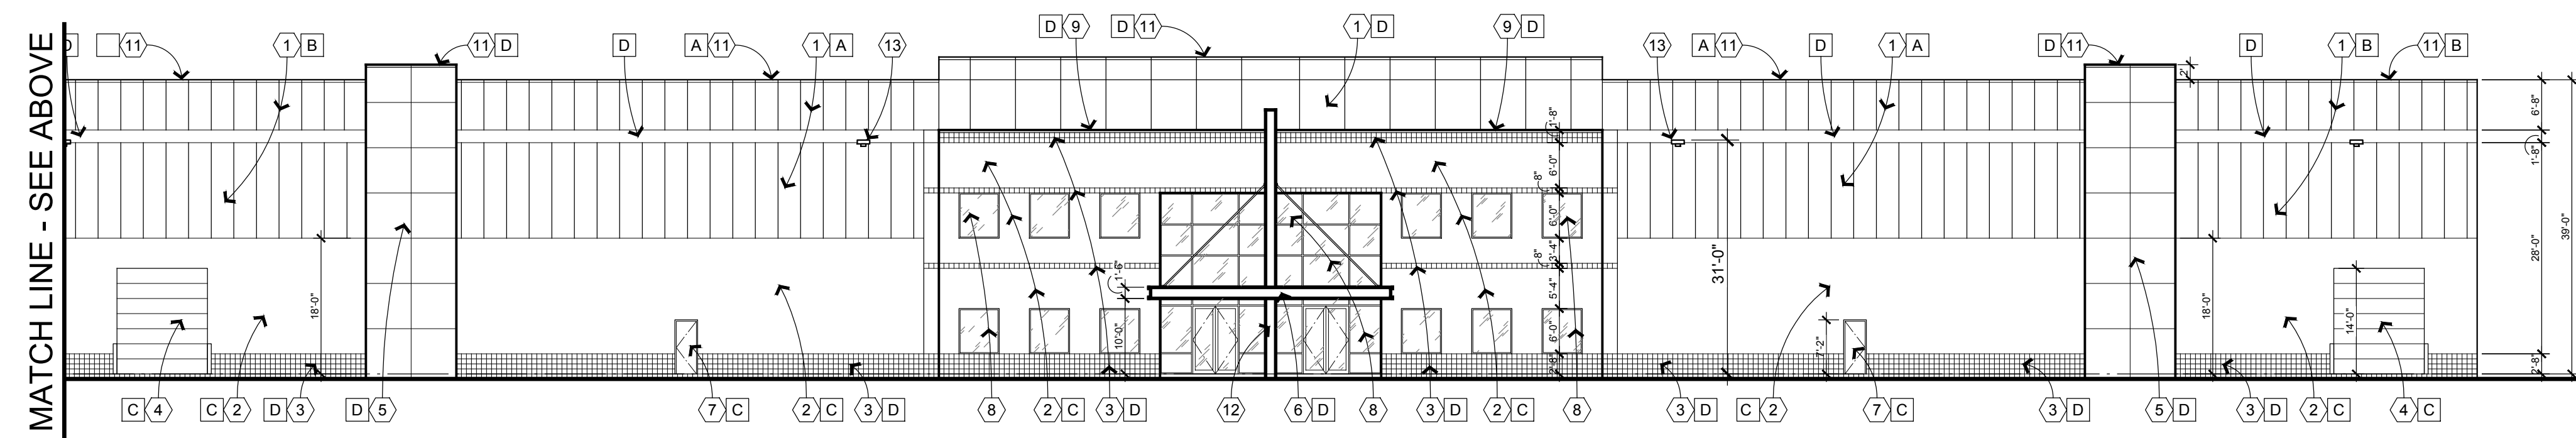 MATCH LINE - SEE ABOVE
D 9
D 11
1 D
9 D
D
11
1 B
11 D
D
A 11
1 A
13
13
A 11
D
1 A
D 11
D
1 B
11 B
2'
6'-8"
1'-8"
28'-0"
39'-0"
2'-8"
1'-8"
6'-0"
8"
6'-0"
3'-4"
8"
5'-4"
6'-0"
2'-8"
18'-0"
1'-6"
10'-0"
31'-0"
7'-2"
18'-0"
14'-0"
C 4
C 2
D 3
D 5
7 C
2 C
3 D
8
2 C
3 D
12
6 D
8
3 D
2 C
8
3 D
C 2
7 C
3 D
5 D
3 D
2 C
4 C